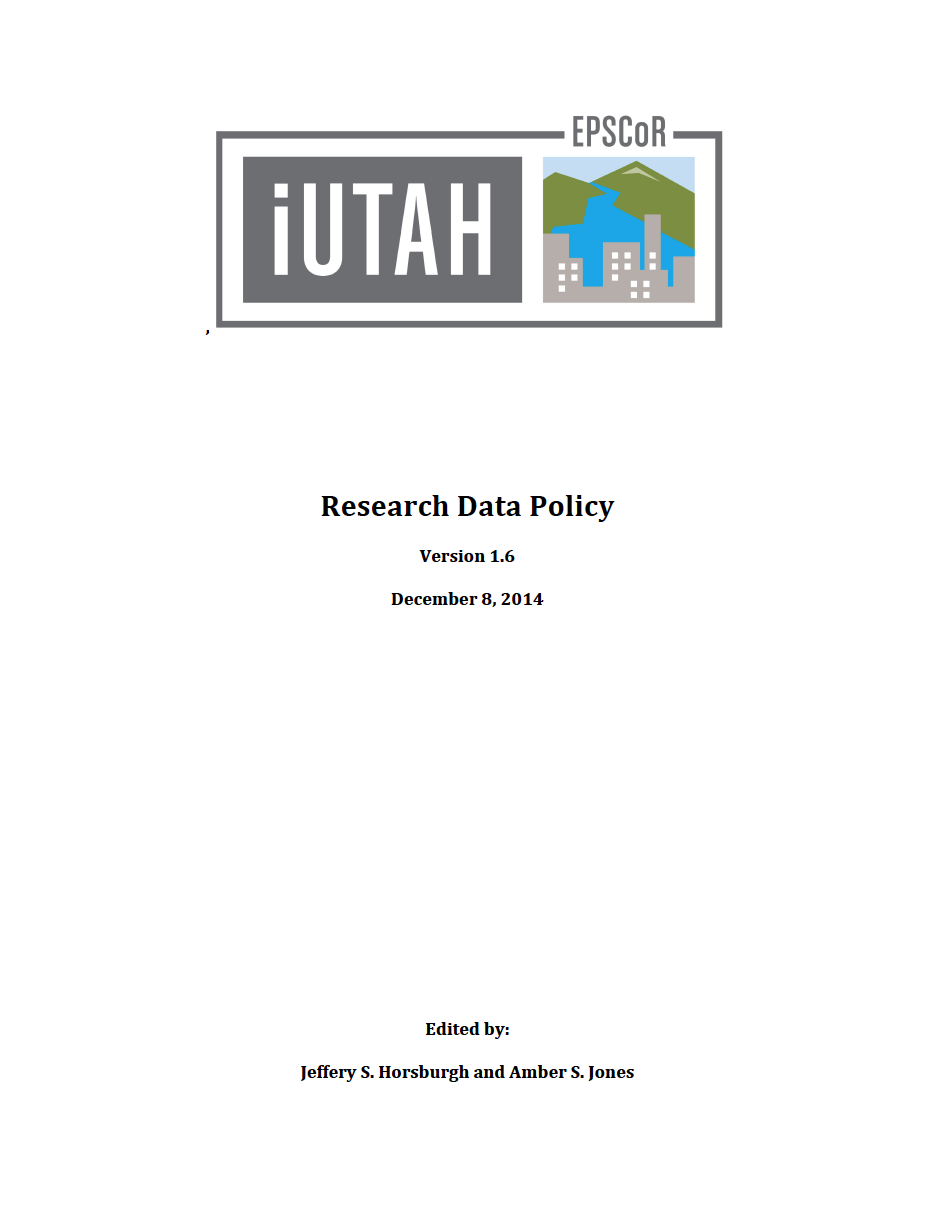 EPSCoR
iUTAH
,
Research Data Policy
Version 1.6
December 8, 2014
Edited by:
Jeffery S. Horsburgh and Amber S. Jones